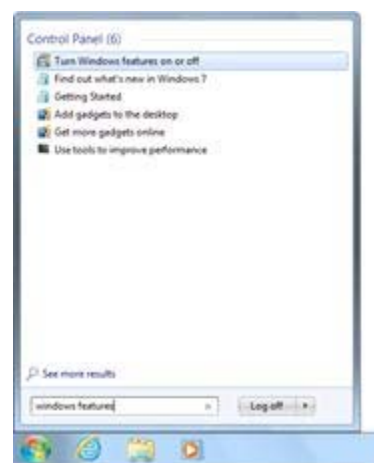 Control Panel (6)
Turn Windows features on or off
Find out what's new in Windows 7
Getting Started
Add gadgets to the desktop
Get more gadgets online
Use tools to improve performance
See more results
windows features
Log off